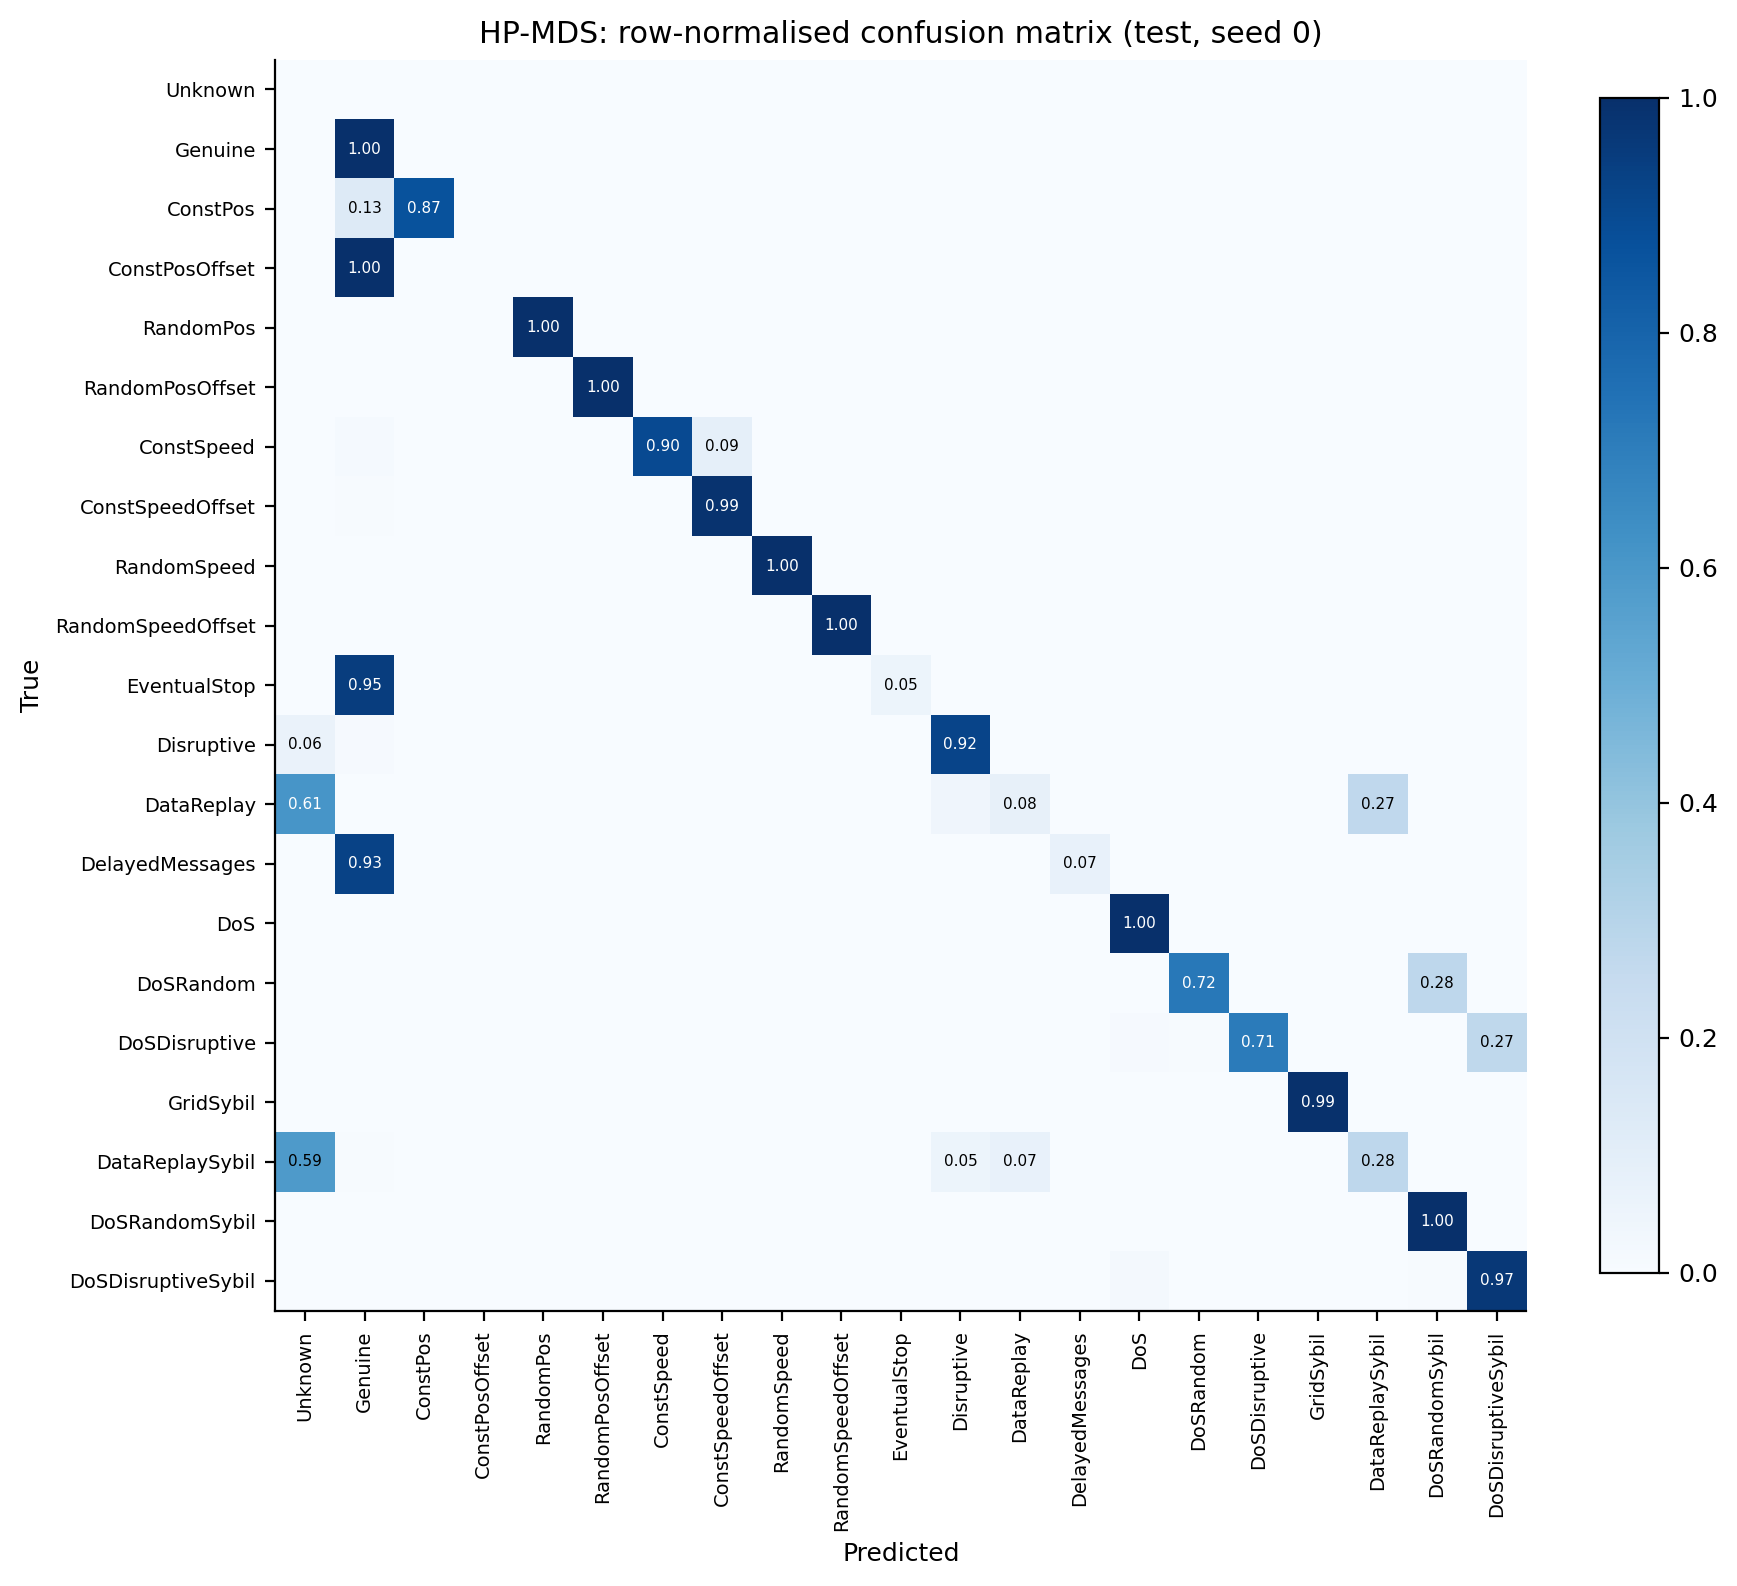 HP-MDS: row-normalised confusion matrix (test, seed 0)
True
Unknown
Genuine 1.00
ConstPos 0.13 0.87
ConstPosOffset 1.00
RandomPos 1.00
RandomPosOffset 1.00
ConstSpeed 0.90 0.09
ConstSpeedOffset 0.99
RandomSpeed 1.00
RandomSpeedOffset 1.00
EventualStop 0.95 0.05
Disruptive 0.06 0.92
DataReplay 0.61 0.08 0.27
DelayedMessages 0.93 0.07
DoS 1.00
DoSRandom 0.72 0.28
DoSDisruptive 0.71 0.27
GridSybil 0.99
DataReplaySybil 0.59 0.05 0.07 0.28
DoSRandomSybil 1.00
DoSDisruptiveSybil 0.97
Unknown
Genuine
ConstPos
ConstPosOffset
RandomPos
RandomPosOffset
ConstSpeed
ConstSpeedOffset
RandomSpeed
RandomSpeedOffset
EventualStop
Disruptive
DataReplay
DelayedMessages
DoS
DoSRandom
DoSDisruptive
GridSybil
DataReplaySybil
DoSRandomSybil
DoSDisruptiveSybil
Predicted
1.0
0.8
0.6
0.4
0.2
0.0